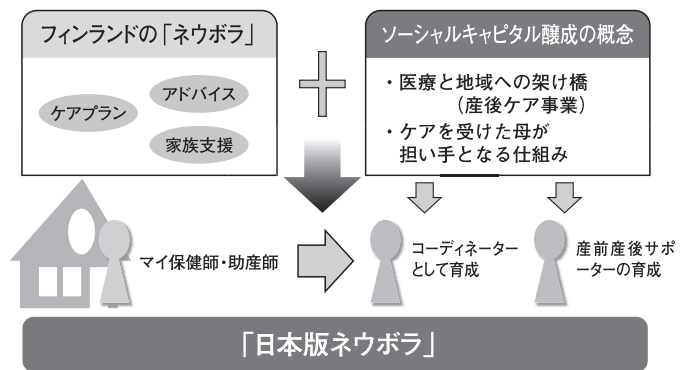 フィンランドの「ネウボラ」
ケアプラン
アドバイス
家族支援
ソーシャルキャピタル醸成の概念
・医療と地域への架け橋
（産後ケア事業）
・ケアを受けた母が
担い手となる仕組み
マイ保健師・助産師
コーディネーター
として育成
産前産後サポ
ーターの育成
「日本版ネウボラ」